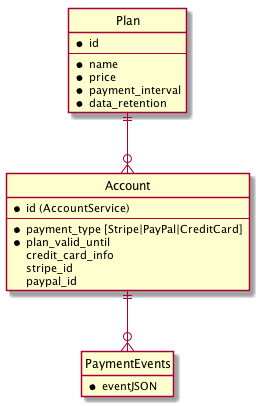 Plan
id
name
price
payment_interval
data_retention
Account
id (AccountService)
payment_type [Stripe|PayPal|CreditCard]
plan_valid_until
credit_card_info
stripe_id
paypal_id
PaymentEvents
eventJSON